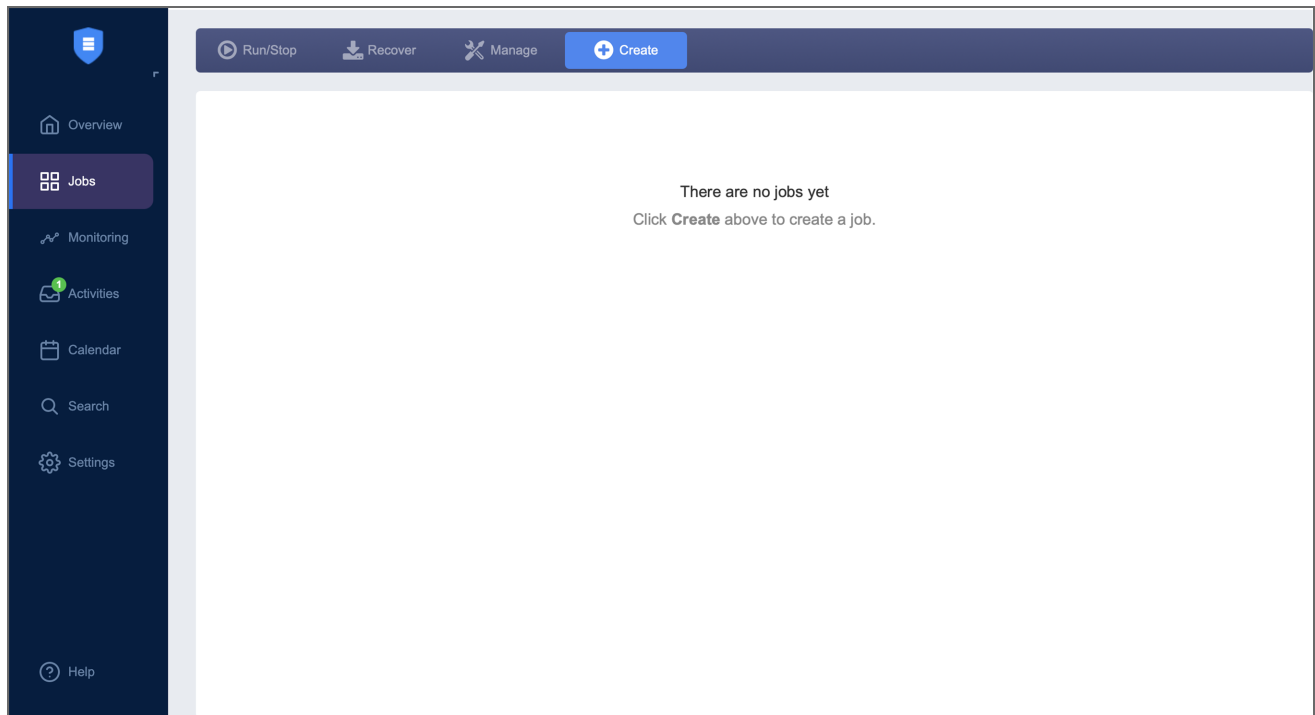 Run/Stop
Recover
Manage
Create
Overview
Jobs
Monitoring
1
Activities
Calendar
Search
Settings
Help
There are no jobs yet
Click Create above to create a job.